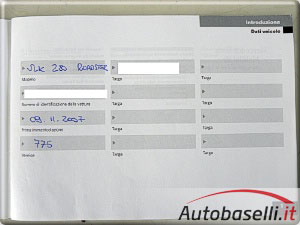 Introduzione
Dati veicolo
SLK 280 ROADSTER
Modello Targa Targa
Numero di identificazione della vettura Targa Targa
09.11.2007
Prima immatricolazione Targa Targa
775
Vernice Targa Targa
Autobaselli.it